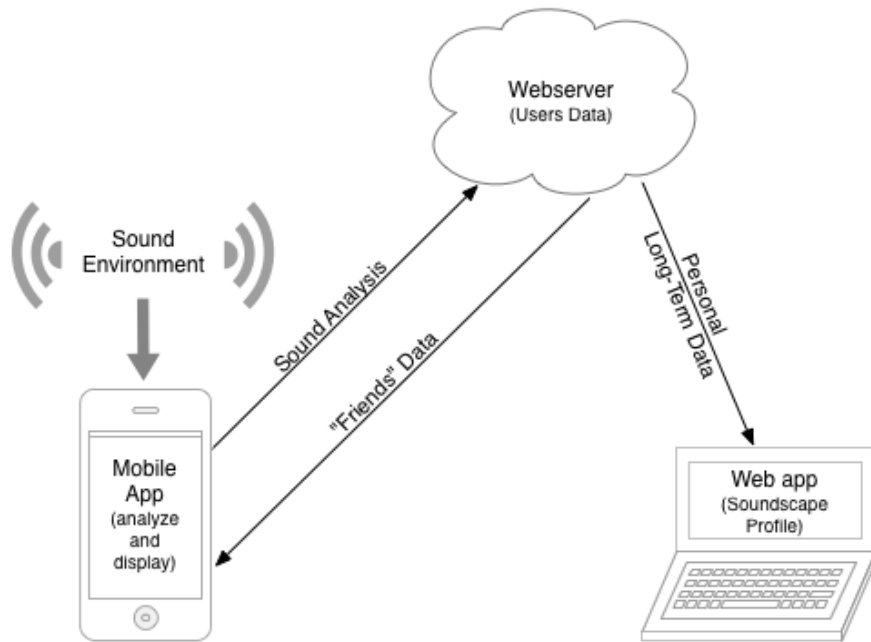 Webserver
(Users Data)
Sound
Environment
Sound Analysis
"Friends" Data
Personal
Long-Term Data
Mobile
App
(analyze
and
display)
Web app
(Soundscape
Profile)